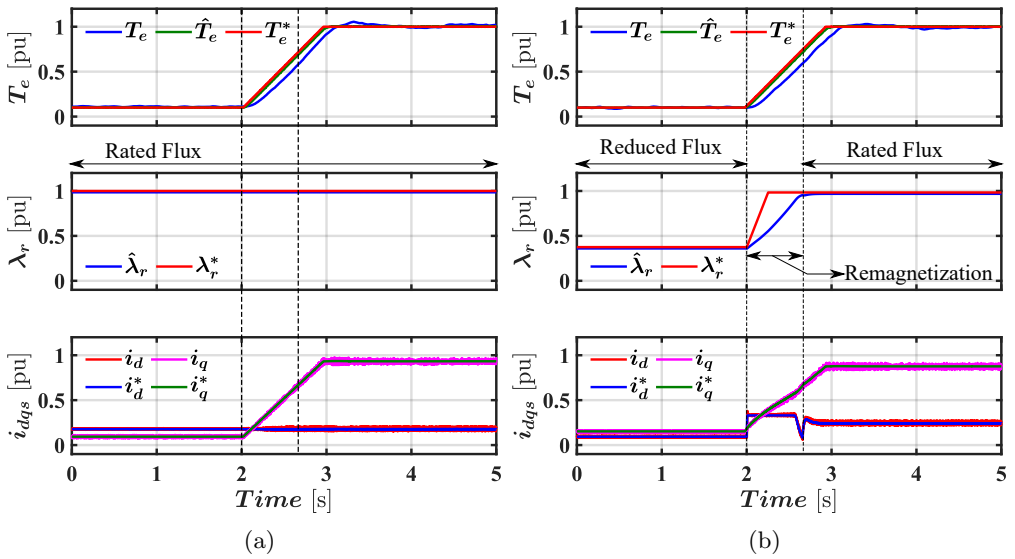 T_e [pu]
1
0.5
0
T_e T̂_e T_e^*
T_e [pu]
1
0.5
0
T_e T̂_e T_e^*
Rated Flux
Reduced Flux
Rated Flux
λ_r [pu]
1
0.5
0
λ̂_r λ_r^*
λ_r [pu]
1
0.5
0
λ̂_r λ_r^*
Remagnetization
i_dqs [pu]
1
0.5
0
i_d i_q
i_d^* i_q^*
0 1 2 3 4 5
Time [s]
i_dqs [pu]
1
0.5
0
i_d i_q
i_d^* i_q^*
0 1 2 3 4 5
Time [s]
(a)
(b)